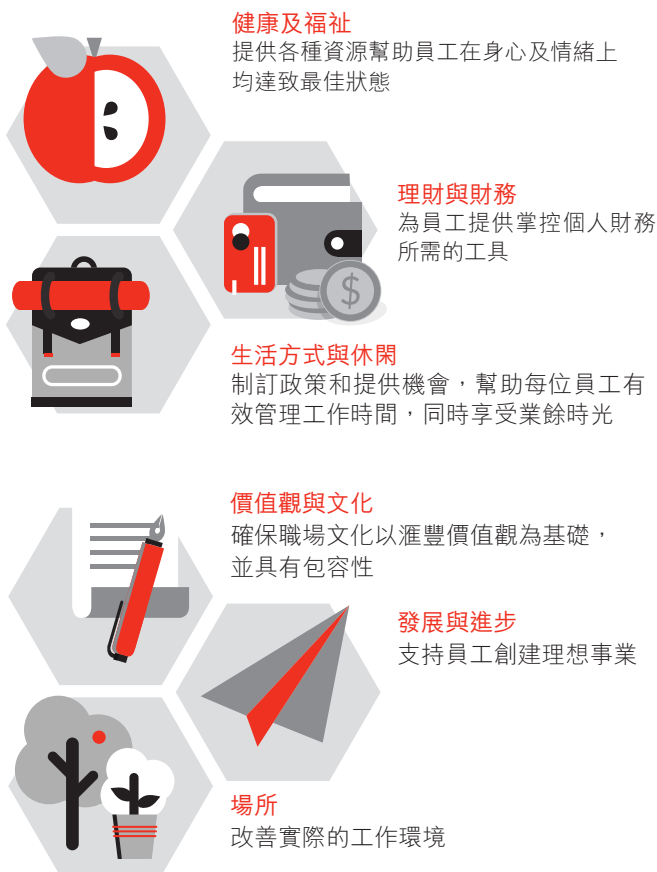 健康及福祉
提供各種資源幫助員工在身心及情緒上
均達致最佳狀態
理財與財務
為員工提供掌控個人財務
所需的工具
生活方式與休閑
制訂政策和提供機會，幫助每位員工有
效管理工作時間，同時享受業餘時光
價值觀與文化
確保職場文化以滙豐價值觀為基礎，
並具有包容性
發展與進步
支持員工創建理想事業
場所
改善實際的工作環境
$